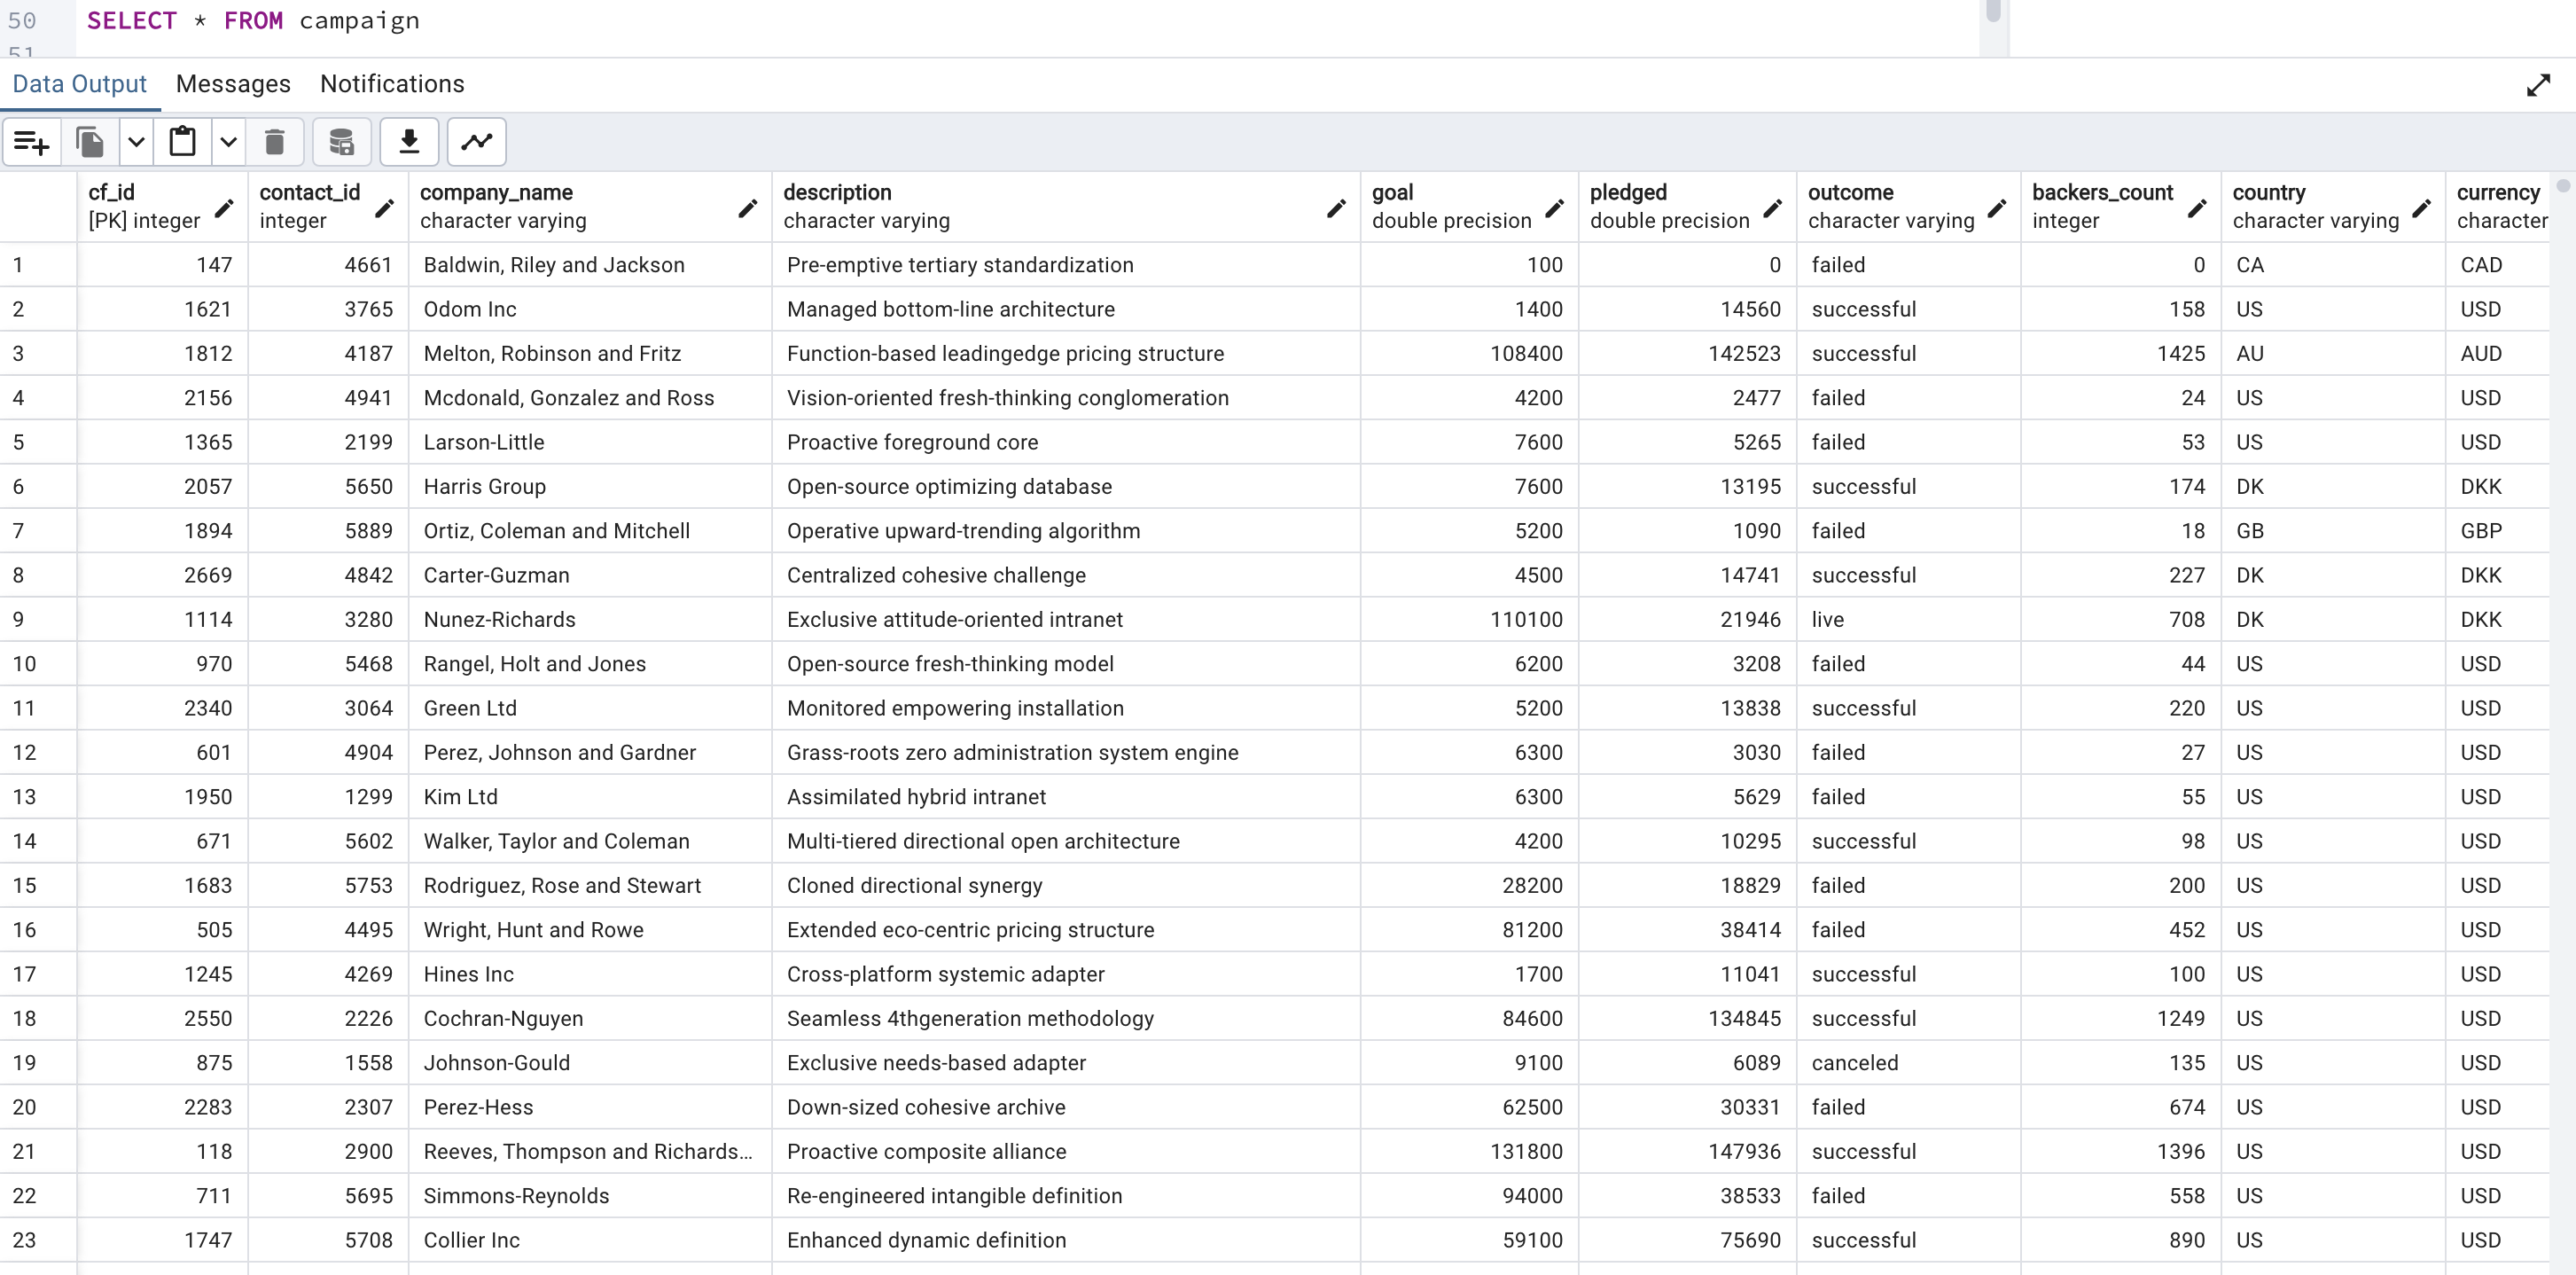 50 SELECT * FROM campaign
51
Data Output Messages Notifications
cf_id contact_id company_name description goal pledged outcome backers_count country currency
[PK] integer integer character varying character varying double precision double precision character varying integer character varying character
1 147 4661 Baldwin, Riley and Jackson Pre-emptive tertiary standardization 100 0 failed 0 CA CAD
2 1621 3765 Odom Inc Managed bottom-line architecture 1400 14560 successful 158 US USD
3 1812 4187 Melton, Robinson and Fritz Function-based leadingedge pricing structure 108400 142523 successful 1425 AU AUD
4 2156 4941 Mcdonald, Gonzalez and Ross Vision-oriented fresh-thinking conglomeration 4200 2477 failed 24 US USD
5 1365 2199 Larson-Little Proactive foreground core 7600 5265 failed 53 US USD
6 2057 5650 Harris Group Open-source optimizing database 7600 13195 successful 174 DK DKK
7 1894 5889 Ortiz, Coleman and Mitchell Operative upward-trending algorithm 5200 1090 failed 18 GB GBP
8 2669 4842 Carter-Guzman Centralized cohesive challenge 4500 14741 successful 227 DK DKK
9 1114 3280 Nunez-Richards Exclusive attitude-oriented intranet 110100 21946 live 708 DK DKK
10 970 5468 Rangel, Holt and Jones Open-source fresh-thinking model 6200 3208 failed 44 US USD
11 2340 3064 Green Ltd Monitored empowering installation 5200 13838 successful 220 US USD
12 601 4904 Perez, Johnson and Gardner Grass-roots zero administration system engine 6300 3030 failed 27 US USD
13 1950 1299 Kim Ltd Assimilated hybrid intranet 6300 5629 failed 55 US USD
14 671 5602 Walker, Taylor and Coleman Multi-tiered directional open architecture 4200 10295 successful 98 US USD
15 1683 5753 Rodriguez, Rose and Stewart Cloned directional synergy 28200 18829 failed 200 US USD
16 505 4495 Wright, Hunt and Rowe Extended eco-centric pricing structure 81200 38414 failed 452 US USD
17 1245 4269 Hines Inc Cross-platform systemic adapter 1700 11041 successful 100 US USD
18 2550 2226 Cochran-Nguyen Seamless 4thgeneration methodology 84600 134845 successful 1249 US USD
19 875 1558 Johnson-Gould Exclusive needs-based adapter 9100 6089 canceled 135 US USD
20 2283 2307 Perez-Hess Down-sized cohesive archive 62500 30331 failed 674 US USD
21 118 2900 Reeves, Thompson and Richards... Proactive composite alliance 131800 147936 successful 1396 US USD
22 711 5695 Simmons-Reynolds Re-engineered intangible definition 94000 38533 failed 558 US USD
23 1747 5708 Collier Inc Enhanced dynamic definition 59100 75690 successful 890 US USD